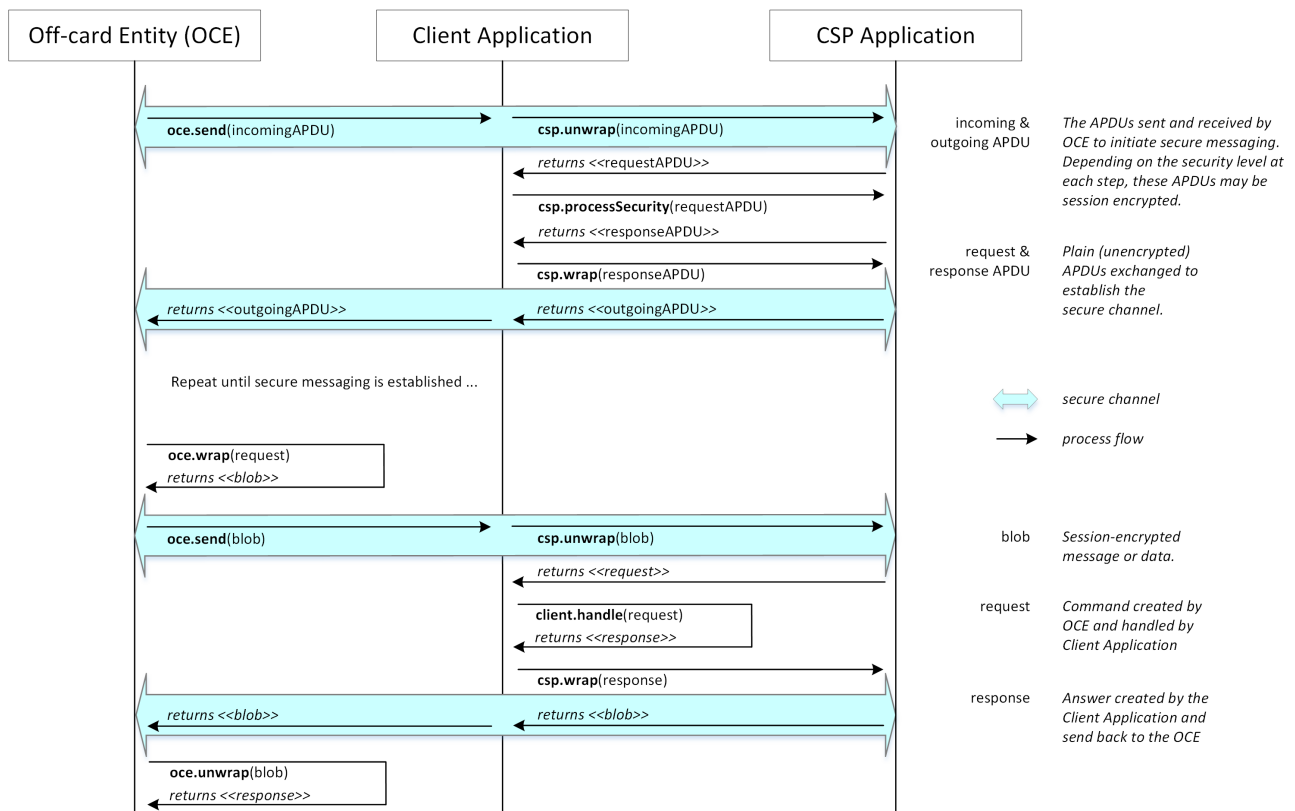 Off-card Entity (OCE)
Client Application
CSP Application
oce.send(incomingAPDU)
csp.unwrap(incomingAPDU)
returns <<requestAPDU>>
csp.processSecurity(requestAPDU)
returns <<responseAPDU>>
csp.wrap(responseAPDU)
returns <<outgoingAPDU>>
returns <<outgoingAPDU>>
incoming &
outgoing APDU
The APDUs sent and received by
OCE to initiate secure messaging.
Depending on the security level at
each step, these APDUs may be
session encrypted.
request &
response APDU
Plain (unencrypted)
APDUs exchanged to
establish the
secure channel.
Repeat until secure messaging is established ...
secure channel
process flow
oce.wrap(request)
returns <<blob>>
oce.send(blob)
csp.unwrap(blob)
returns <<request>>
client.handle(request)
returns <<response>>
csp.wrap(response)
returns <<blob>>
returns <<blob>>
oce.unwrap(blob)
returns <<response>>
blob
Session-encrypted
message or data.
request
Command created by
OCE and handled by
Client Application
response
Answer created by the
Client Application and
send back to the OCE